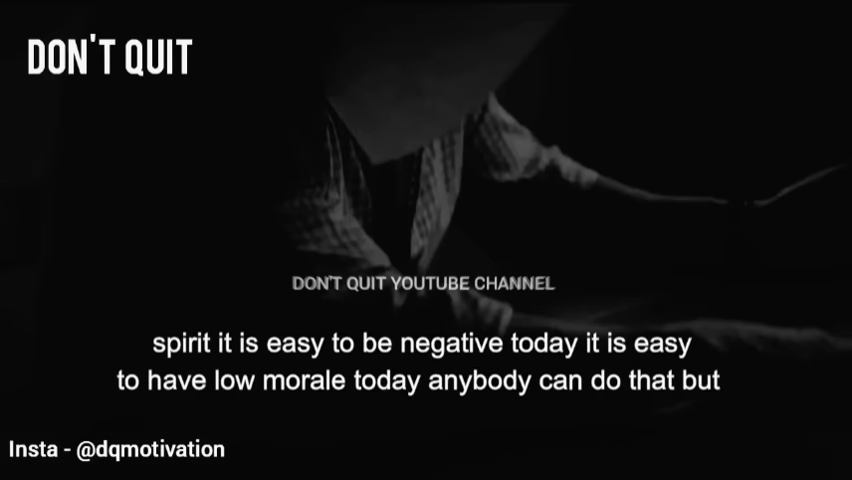 DON'T QUIT
DON'T QUIT YOUTUBE CHANNEL
spirit it is easy to be negative today it is easy
to have low morale today anybody can do that but
Insta - @dqmotivation